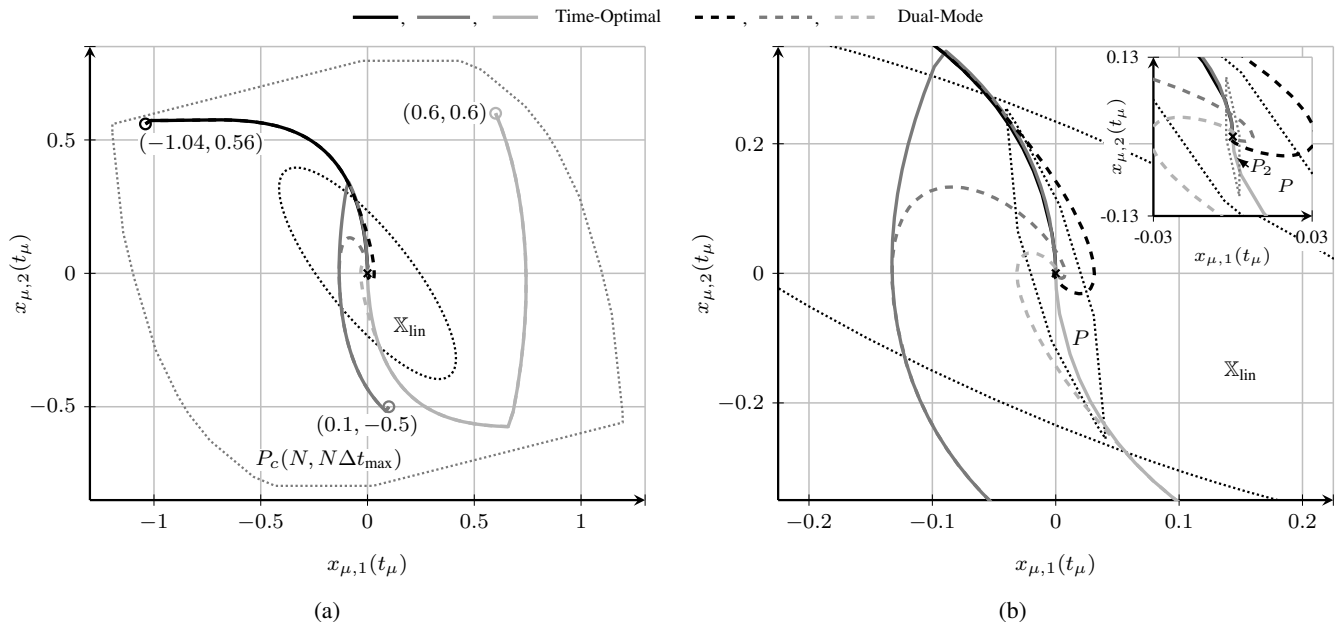 , , Time-Optimal , , Dual-Mode
0.5
0
−0.5
−1
−0.5
0
0.5
1
x_{μ,2}(t_μ)
x_{μ,1}(t_μ)
(−1.04, 0.56)
(0.6, 0.6)
𝕏_lin
(0.1, −0.5)
P_c(N, NΔt_max)
(a)
0.2
0
−0.2
−0.2
−0.1
0
0.1
0.2
x_{μ,2}(t_μ)
x_{μ,1}(t_μ)
P
𝕏_lin
0.13
-0.13
-0.03
0.03
x_{μ,2}(t_μ)
x_{μ,1}(t_μ)
P_2
P
(b)